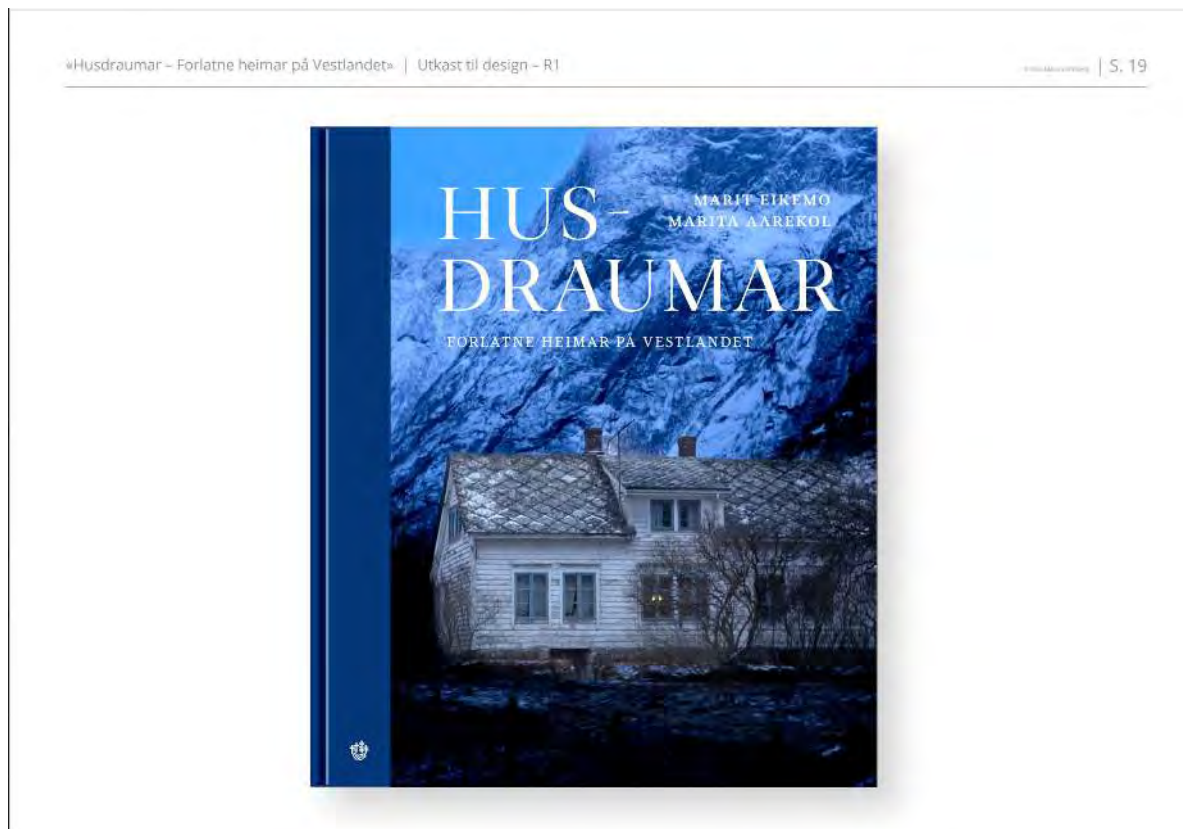 «Husdraumar – Forlatne heimar på Vestlandet» | Utkast til design – R1
| S. 19
HUS-
MARIT EIKEMO
MARITA AAREKOL
DRAUMAR
FORLATNE HEIMAR PÅ VESTLANDET